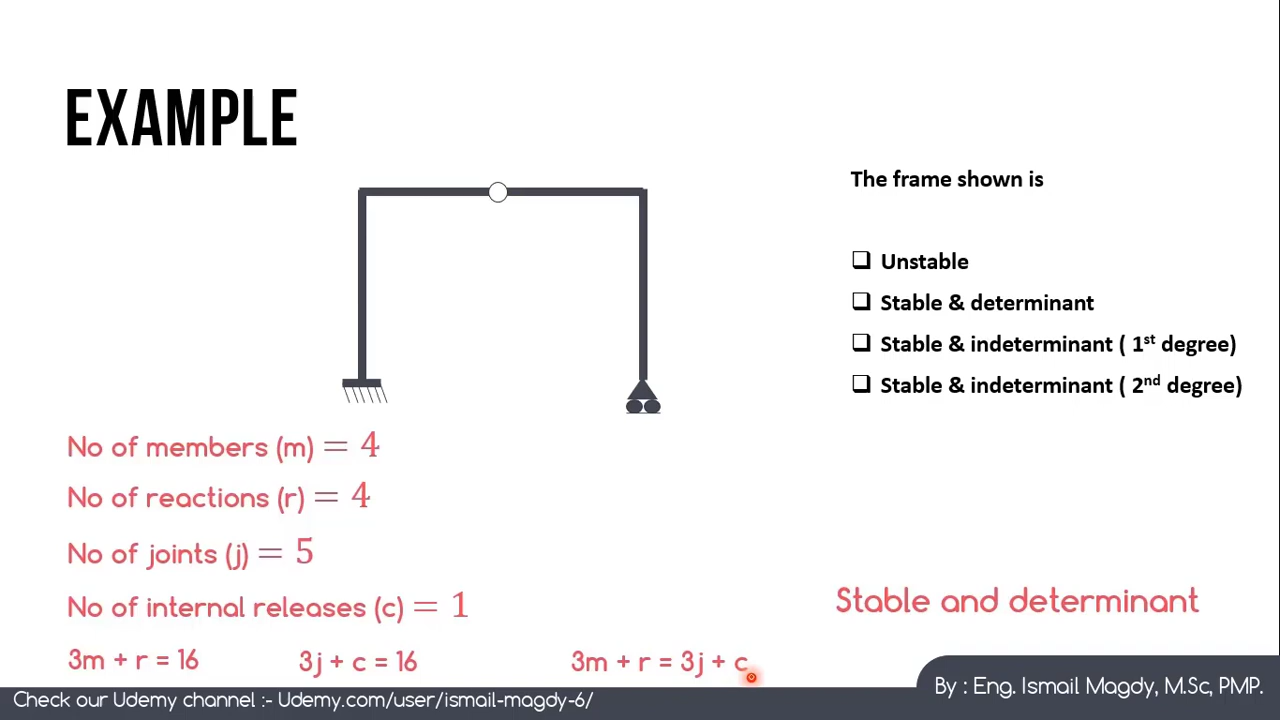 EXAMPLE
The frame shown is
❑ Unstable
❑ Stable & determinant
❑ Stable & indeterminant ( 1st degree)
❑ Stable & indeterminant ( 2nd degree)
No of members (m) = 4
No of reactions (r) = 4
No of joints (j) = 5
No of internal releases (c) = 1
Stable and determinant
3m + r = 16 3j + c = 16 3m + r = 3j + c
By : Eng. Ismail Magdy, M.Sc, PMP.
Check our Udemy channel :- Udemy.com/user/ismail-magdy-6/